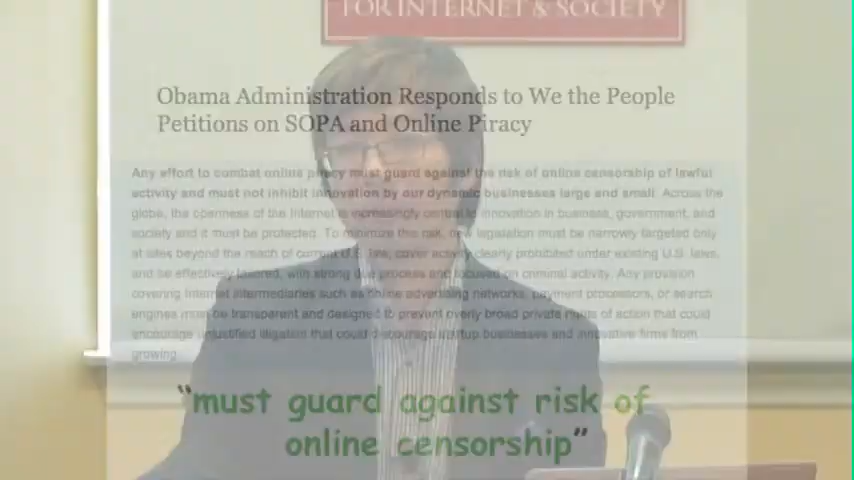 FOR INTERNET & SOCIETY
Obama Administration Responds to We the People
Petitions on SOPA and Online Piracy
Any effort to combat online piracy must guard against the risk of online censorship of lawful
activity and must not inhibit innovation by our dynamic businesses large and small. Across the
globe, the openness of the Internet is increasingly central to innovation in business, government, and
society and it must be protected. To minimize this risk, new legislation must be narrowly targeted only
at sites beyond the reach of current U.S. law, cover activity clearly prohibited under existing U.S. laws,
and be effectively tailored, with strong due process and focused on criminal activity. Any provision
covering Internet intermediaries such as online advertising networks, payment processors, or search
engines must be transparent and designed to prevent overly broad private rights of action that could
encourage unjustified litigation that could discourage startup businesses and innovative firms from
growing.
"must guard against risk of
online censorship"